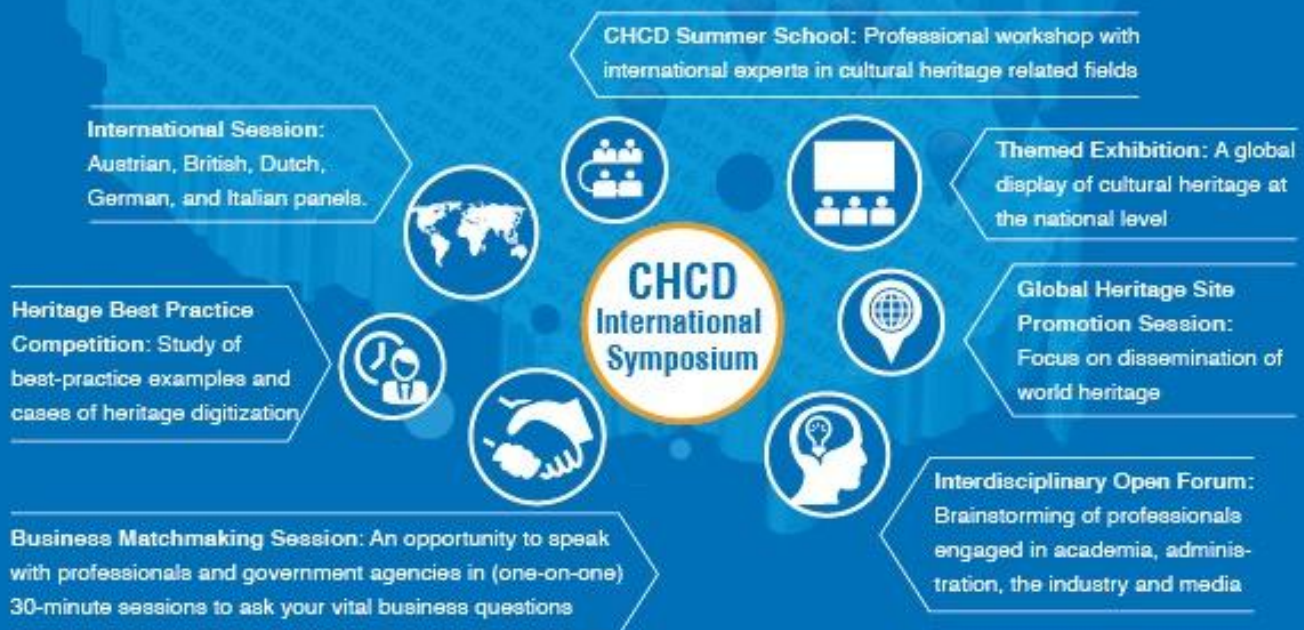 CHCD Summer School: Professional workshop with
international experts in cultural heritage related fields
International Session:
Austrian, British, Dutch,
German, and Italian panels.
Themed Exhibition: A global
display of cultural heritage at
the national level
CHCD
International
Symposium
Heritage Best Practice
Competition: Study of
best-practice examples and
cases of heritage digitization
Global Heritage Site
Promotion Session:
Focus on dissemination of
world heritage
Business Matchmaking Session: An opportunity to speak
with professionals and government agencies in (one-on-one)
30-minute sessions to ask your vital business questions
Interdisciplinary Open Forum:
Brainstorming of professionals
engaged in academia, adminis-
tration, the industry and media